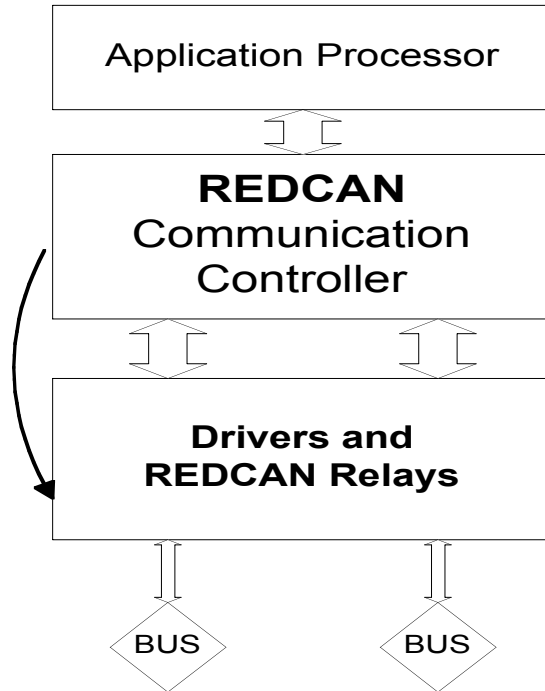 Application Processor
REDCAN
Communication
Controller
Drivers and
REDCAN Relays
BUS
BUS